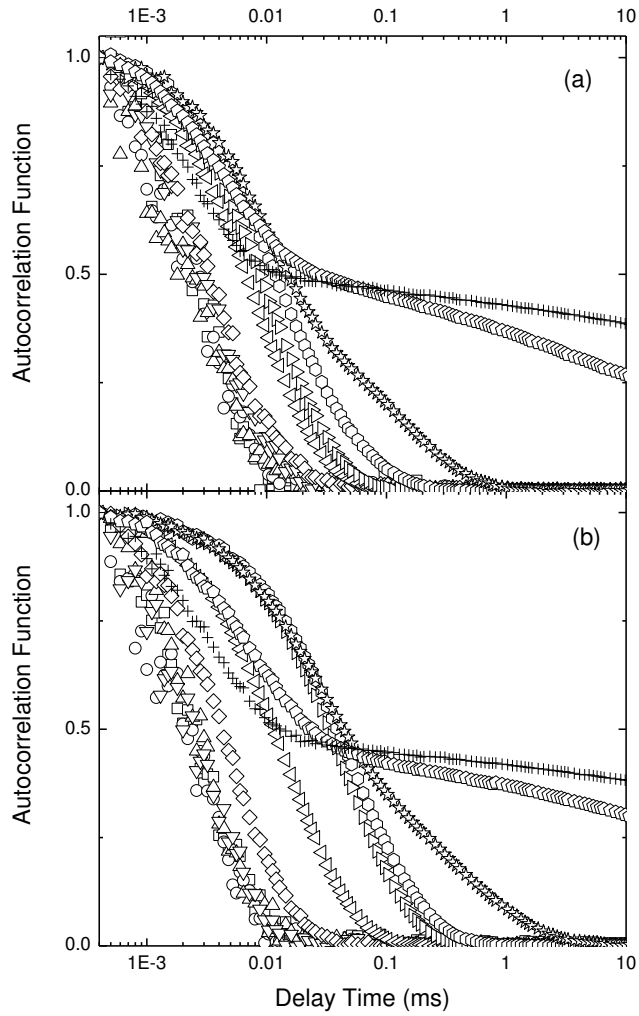 1E-3 0.01 0.1 1 10
1.0
(a)
Autocorrelation Function
0.5
0.0
1.0
(b)
Autocorrelation Function
0.5
0.0
1E-3 0.01 0.1 1 10
Delay Time (ms)